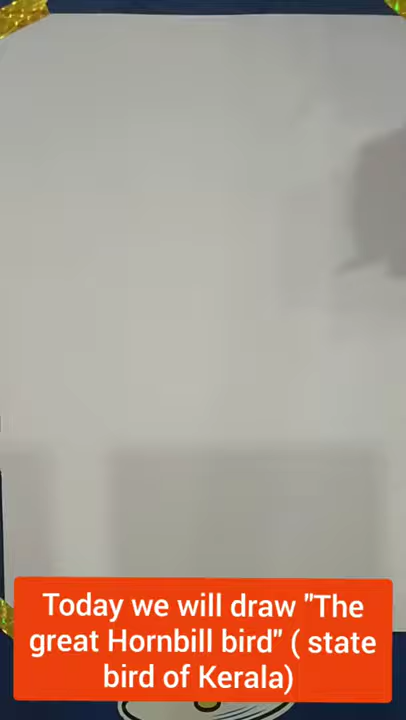 Today we will draw "The
great Hornbill bird" ( state
bird of Kerala)